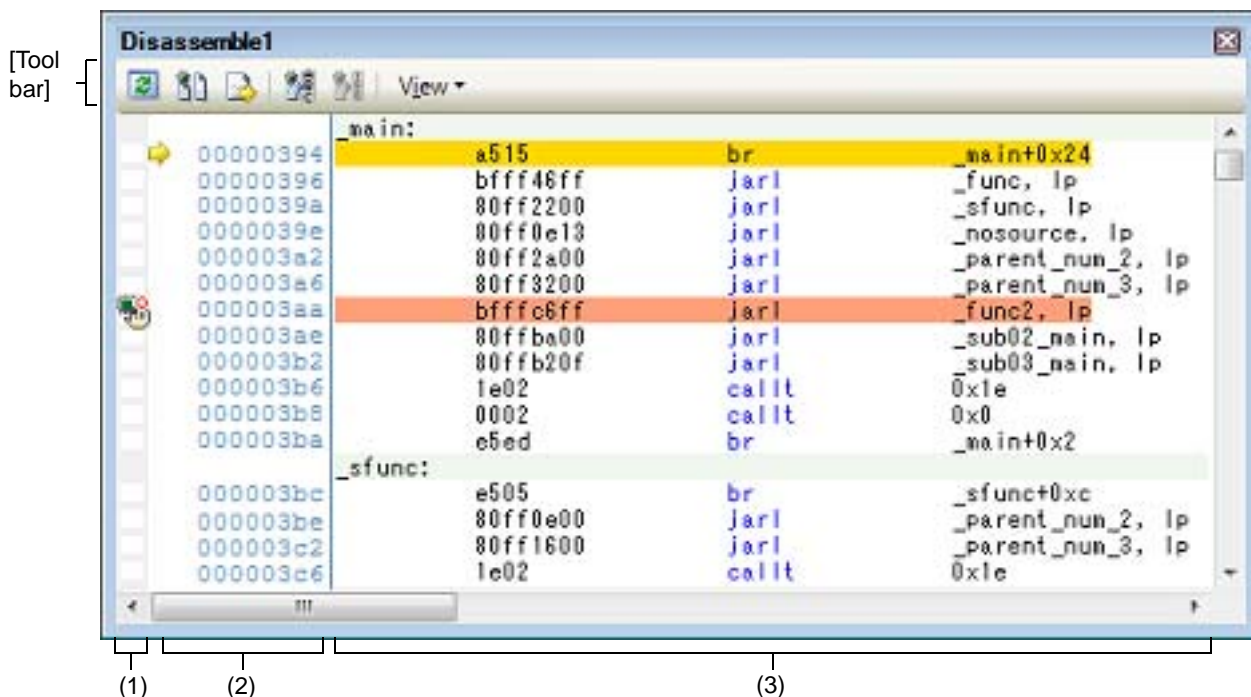 Disassemble1
[Tool bar]
View
_main:
00000394 a515 br _main+0x24
00000396 bfff46ff jarl _func, lp
0000039a 80ff2200 jarl _sfunc, lp
0000039e 80ff0e13 jarl _nosource, lp
000003a2 80ff2a00 jarl _parent_num_2, lp
000003a6 80ff3200 jarl _parent_num_3, lp
000003aa bfffc6ff jarl _func2, lp
000003ae 80ffba00 jarl _sub02_main, lp
000003b2 80ffb20f jarl _sub03_main, lp
000003b6 1e02 callt 0x1e
000003b8 0002 callt 0x0
000003ba e5ed br _main+0x2
_sfunc:
000003bc e505 br _sfunc+0xc
000003be 80ff0e00 jarl _parent_num_2, lp
000003c2 80ff1600 jarl _parent_num_3, lp
000003c6 1e02 callt 0x1e
(1) (2) (3)